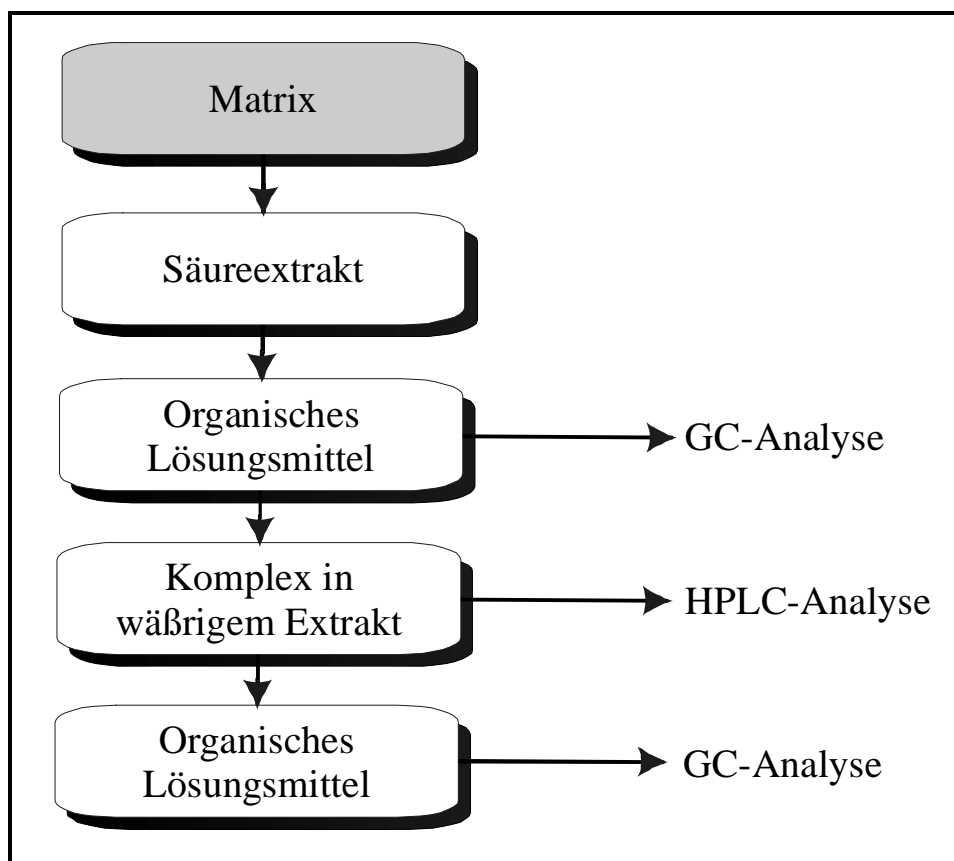 Matrix
Säureextrakt
Organisches
Lösungsmittel
GC-Analyse
Komplex in
wäßrigem Extrakt
HPLC-Analyse
Organisches
Lösungsmittel
GC-Analyse